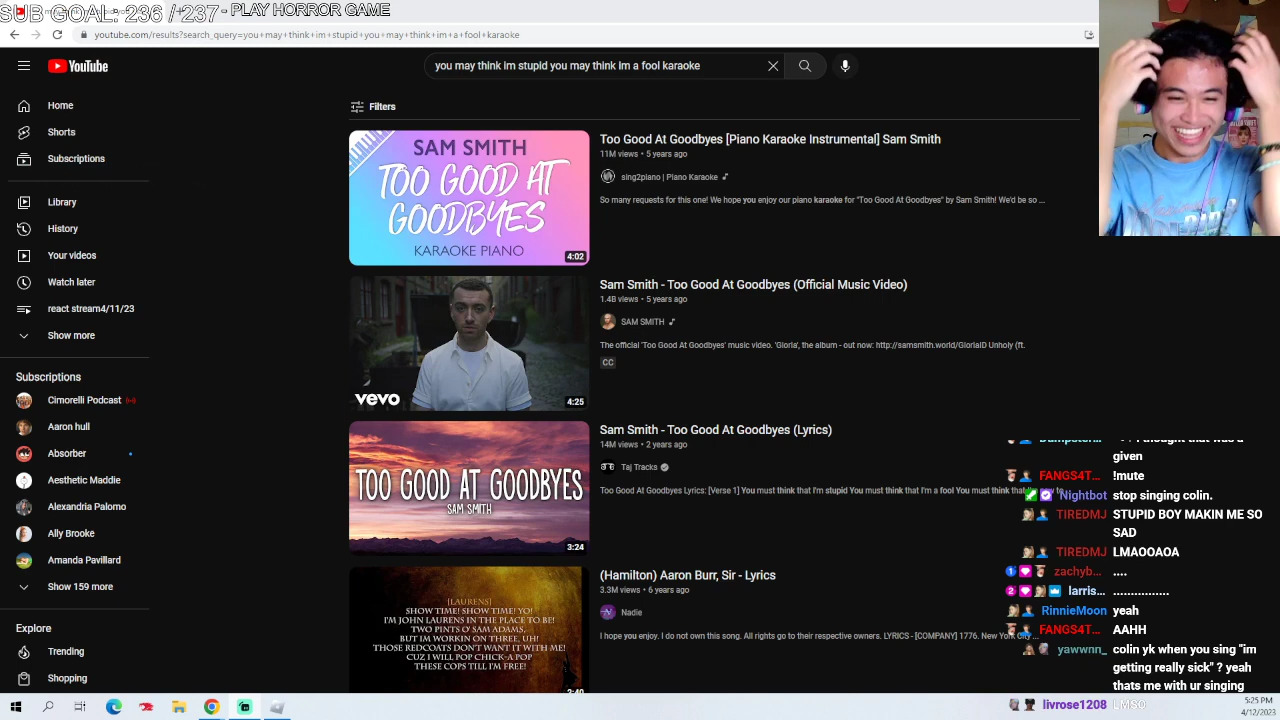 SUB GOAL: 236 / 237 - PLAY HORROR GAME
youtube.com/results?search_query=you+may+think+im+stupid+you+may+think+im+a+fool+karaoke
YouTube
you may think im stupid you may think im a fool karaoke
Home
Shorts
Subscriptions
Library
History
Your videos
Watch later
react stream4/11/23
Show more
Subscriptions
Cimorelli Podcast
Aaron hull
Absorber
Aesthetic Maddie
Alexandria Palomo
Ally Brooke
Amanda Pavillard
Show 159 more
Explore
Trending
Shopping
Filters
SAM SMITH
TOO GOOD AT
GOODBYES
KARAOKE PIANO
4:02
Too Good At Goodbyes [Piano Karaoke Instrumental] Sam Smith
11M views • 5 years ago
sing2piano | Piano Karaoke
So many requests for this one! We hope you enjoy our piano karaoke for "Too Good At Goodbyes" by Sam Smith! We'd be so ...
vevo
4:25
Sam Smith - Too Good At Goodbyes (Official Music Video)
1.4B views • 5 years ago
SAM SMITH
The official 'Too Good At Goodbyes' music video. 'Gloria', the album - out now: http://samsmith.world/GloriaID Unholy (ft.
CC
TOO GOOD AT GOODBYES
SAM SMITH
3:24
Sam Smith - Too Good At Goodbyes (Lyrics)
14M views • 2 years ago
Taj Tracks
Too Good At Goodbyes Lyrics: [Verse 1] You must think that I'm stupid You must think that I'm a fool You must think that
[LAURENS]
SHOW TIME! SHOW TIME! YO!
I'M JOHN LAURENS IN THE PLACE TO BE!
TWO PINTS O' SAM ADAMS,
BUT IM WORKIN ON THREE, UH!
THOSE REDCOATS DON'T WANT IT WITH ME!
CUZ I WILL POP CHICK-A POP
THESE COPS TILL I'M FREE!
3:40
(Hamilton) Aaron Burr, Sir - Lyrics
3.3M views • 6 years ago
Nadie
I hope you enjoy. I do not own this song. All rights go to their respective owners. LYRICS - [COMPANY] 1776. New York City ...
I thought that was a
given
FANGS4T... !mute
Nightbot stop singing colin.
TIREDMJ STUPID BOY MAKIN ME SO
SAD
TIREDMJ LMAOOAOA
zachyb... ....
larris... ................
RinnieMoon yeah
FANGS4T... AAHH
yawwnn_ colin yk when you sing "im
getting really sick" ? yeah
thats me with ur singing
livrose1208 LMSO
5:25 PM
4/12/2023